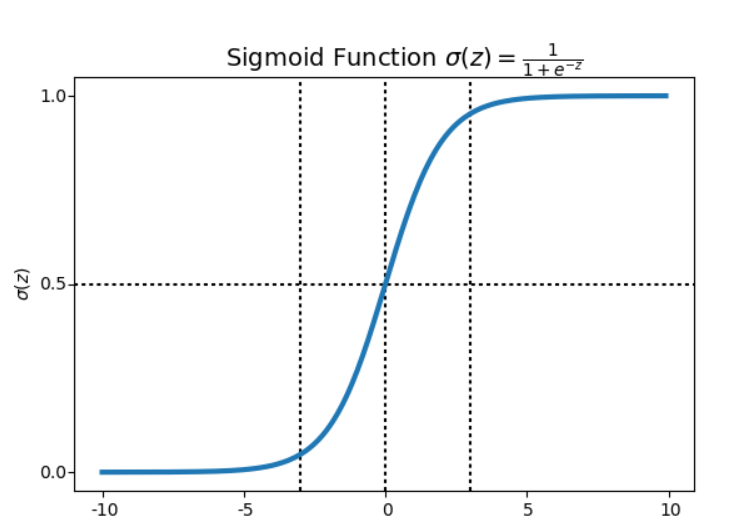 Sigmoid Function σ(z) = 1/(1 + e^{-z})
1.0
0.5
0.0
σ(z)
-10 -5 0 5 10